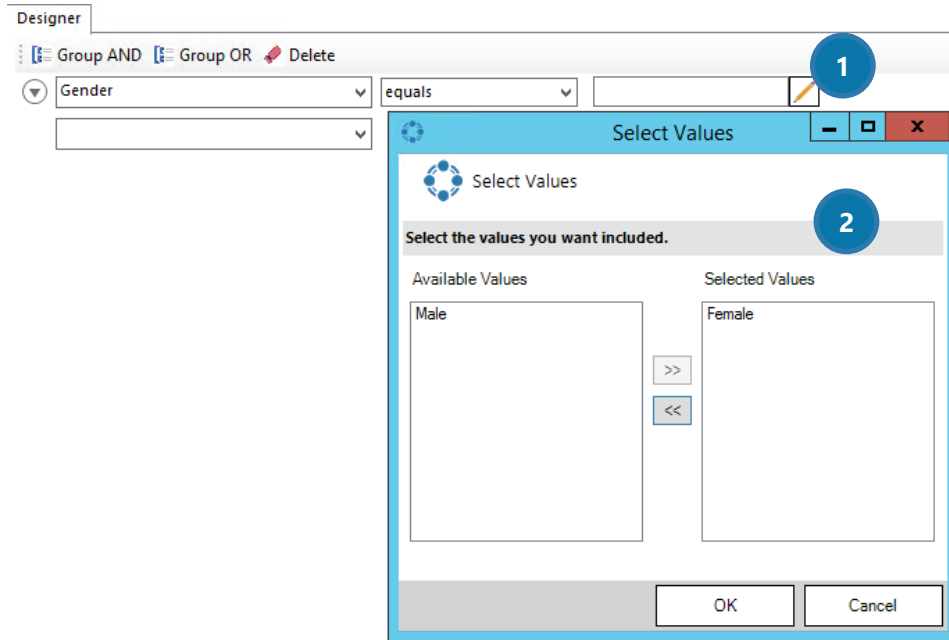 Designer
Group AND Group OR Delete
1
Gender equals
Select Values
x
Select Values
2
Select the values you want included.
Available Values Selected Values
Male Female
>>
<<
OK Cancel